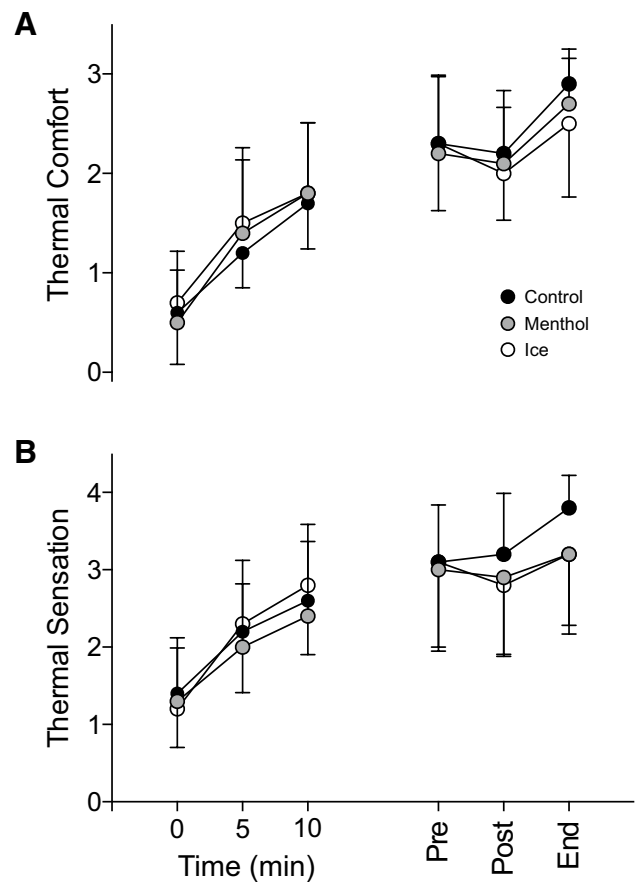 A
Thermal Comfort
3
2
1
0
Control
Menthol
Ice
B
Thermal Sensation
4
3
2
1
0
0 5 10 Pre Post End
Time (min)